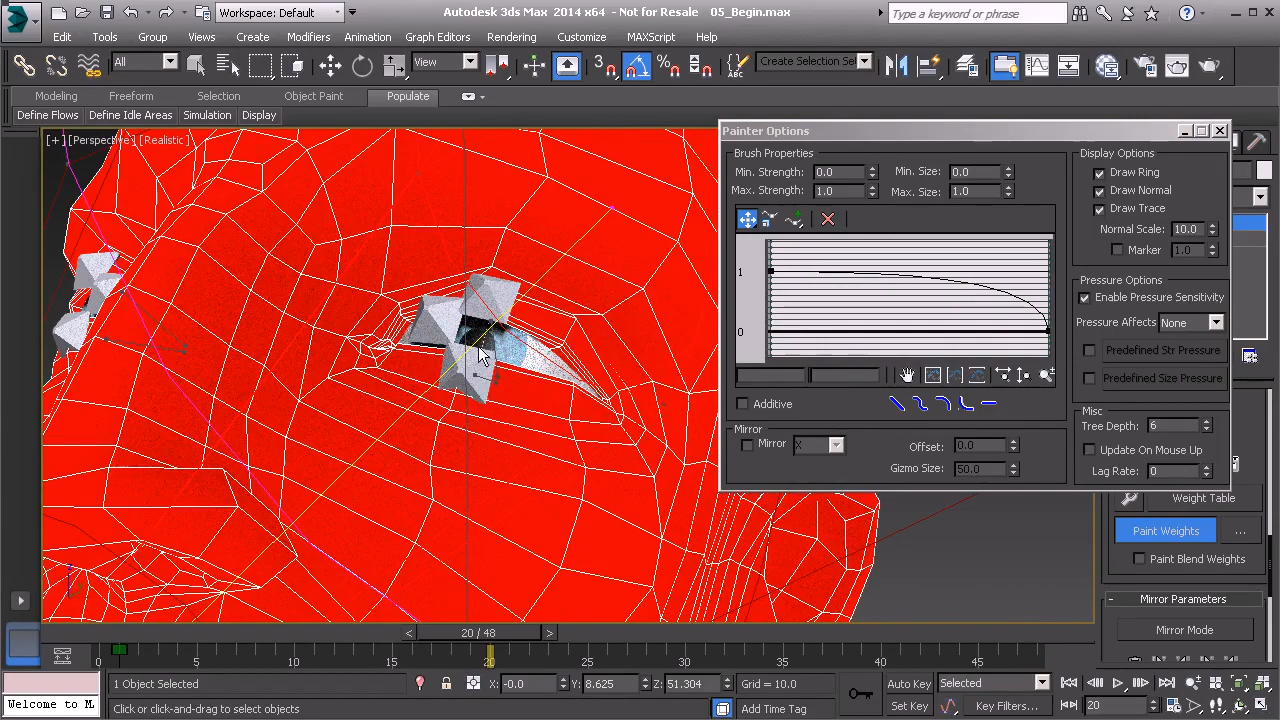 Autodesk 3ds Max 2014 x64 - Not for Resale 05_Begin.max
Workspace: Default
Type a keyword or phrase
Edit Tools Group Views Create Modifiers Animation Graph Editors Rendering Customize MAXScript Help
All View 3 % Create Selection Se
Modeling Freeform Selection Object Paint Populate
Define Flows Define Idle Areas Simulation Display
[+] [Perspective] [Realistic]
Painter Options
Brush Properties
Min. Strength: 0.0 Min. Size: 0.0
Max. Strength: 1.0 Max. Size: 1.0
1
0
Additive
Mirror
Mirror X Offset: 0.0
Gizmo Size: 50.0
Display Options
Draw Ring
Draw Normal
Draw Trace
Normal Scale: 10.0
Marker 1.0
Pressure Options
Enable Pressure Sensitivity
Pressure Affects: None
Predefined Str Pressure
Predefined Size Pressure
Misc
Tree Depth: 6
Update On Mouse Up
Lag Rate: 0
Weight Table
Paint Weights ...
Paint Blend Weights
- Mirror Parameters
Mirror Mode
< 20 / 48 >
0 5 10 15 20 25 30 35 40 45
1 Object Selected X: -0.0 Y: 8.625 Z: 51.304 Grid = 10.0 Auto Key Selected
Welcome to M. Click or click-and-drag to select objects Add Time Tag Set Key Key Filters... 20